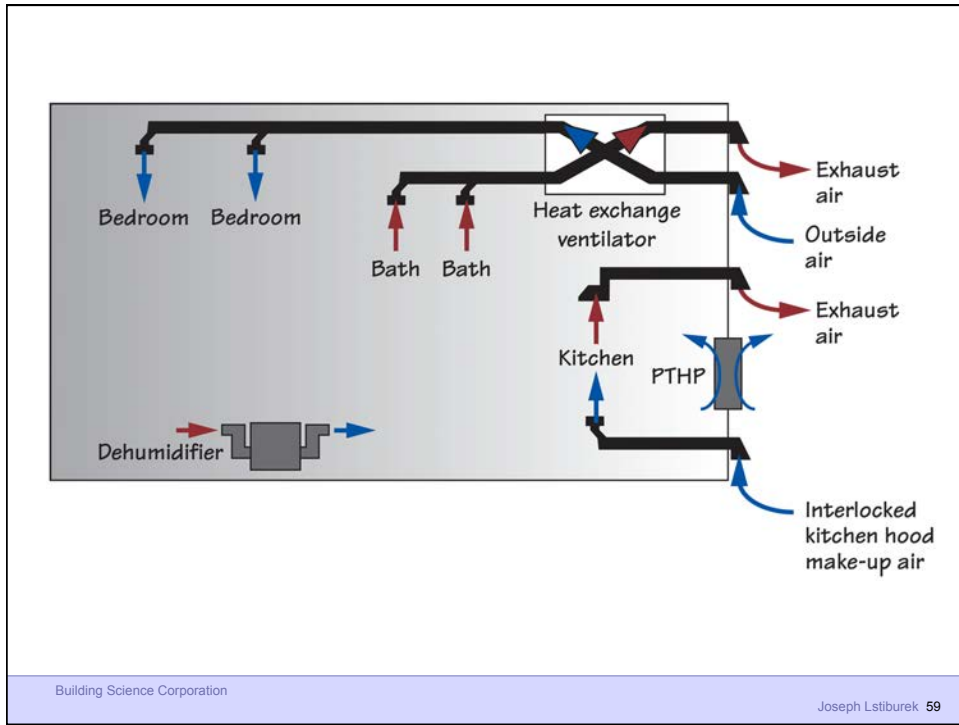 Exhaust
air
Bedroom
Bedroom
Heat exchange
ventilator
Outside
air
Bath
Bath
Exhaust
air
Kitchen
PTHP
Dehumidifier
Interlocked
kitchen hood
make-up air
Building Science Corporation
Joseph Lstiburek 59